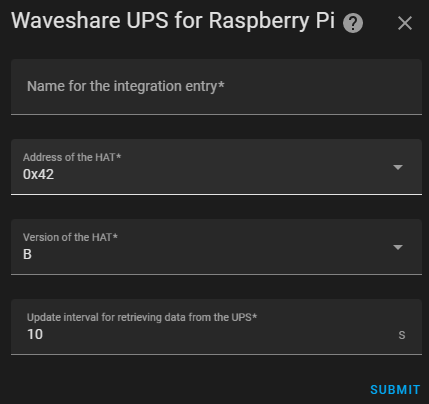 Waveshare UPS for Raspberry Pi
Name for the integration entry*
Address of the HAT*
0x42
Version of the HAT*
B
Update interval for retrieving data from the UPS*
10 s
SUBMIT